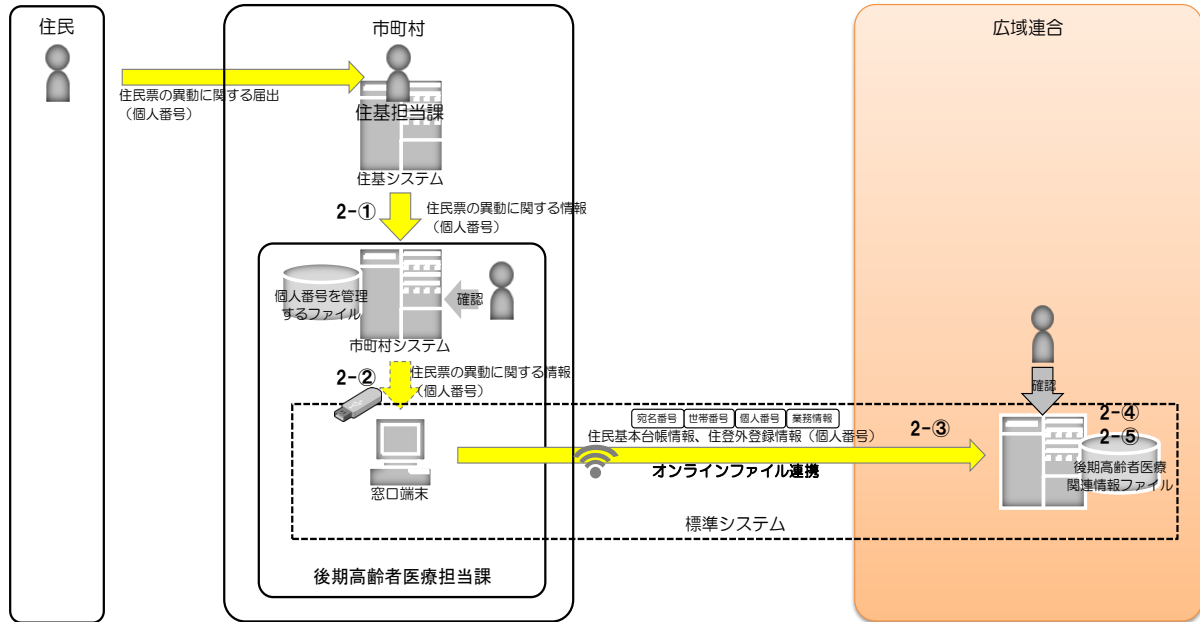 住民
市町村
広域連合
住民票の異動に関する届出
（個人番号）
住基担当課
住基システム
2-①
住民票の異動に関する情報
（個人番号）
個人番号を管理
するファイル
確認
市町村システム
2-②
住民票の異動に関する情報
（個人番号）
確認
宛名番号 世帯番号 個人番号 業務情報
住民基本台帳情報、住登外登録情報（個人番号）
2-③
2-④
2-⑤
オンラインファイル連携
後期高齢者医療
関連情報ファイル
窓口端末
標準システム
後期高齢者医療担当課